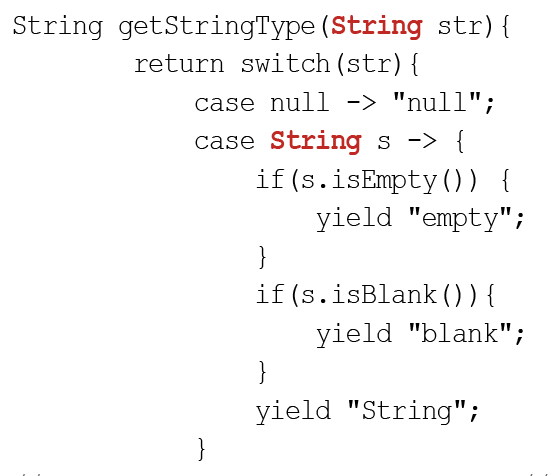 String getStringType(String str){
return switch(str){
case null -> "null";
case String s -> {
if(s.isEmpty()) {
yield "empty";
}
if(s.isBlank()){
yield "blank";
}
yield "String";
}